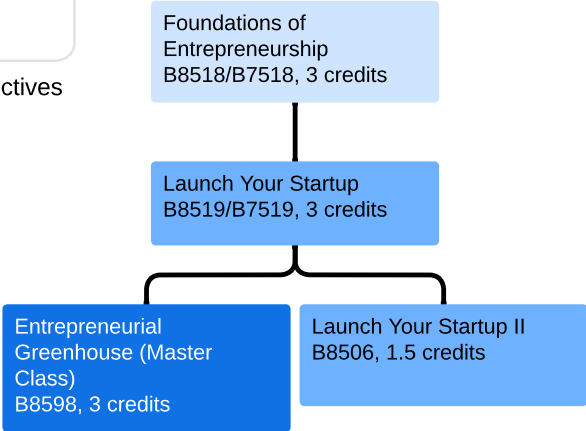 Foundations of
Entrepreneurship
B8518/B7518, 3 credits
ctives
Launch Your Startup
B8519/B7519, 3 credits
Entrepreneurial
Greenhouse (Master
Class)
B8598, 3 credits
Launch Your Startup II
B8506, 1.5 credits